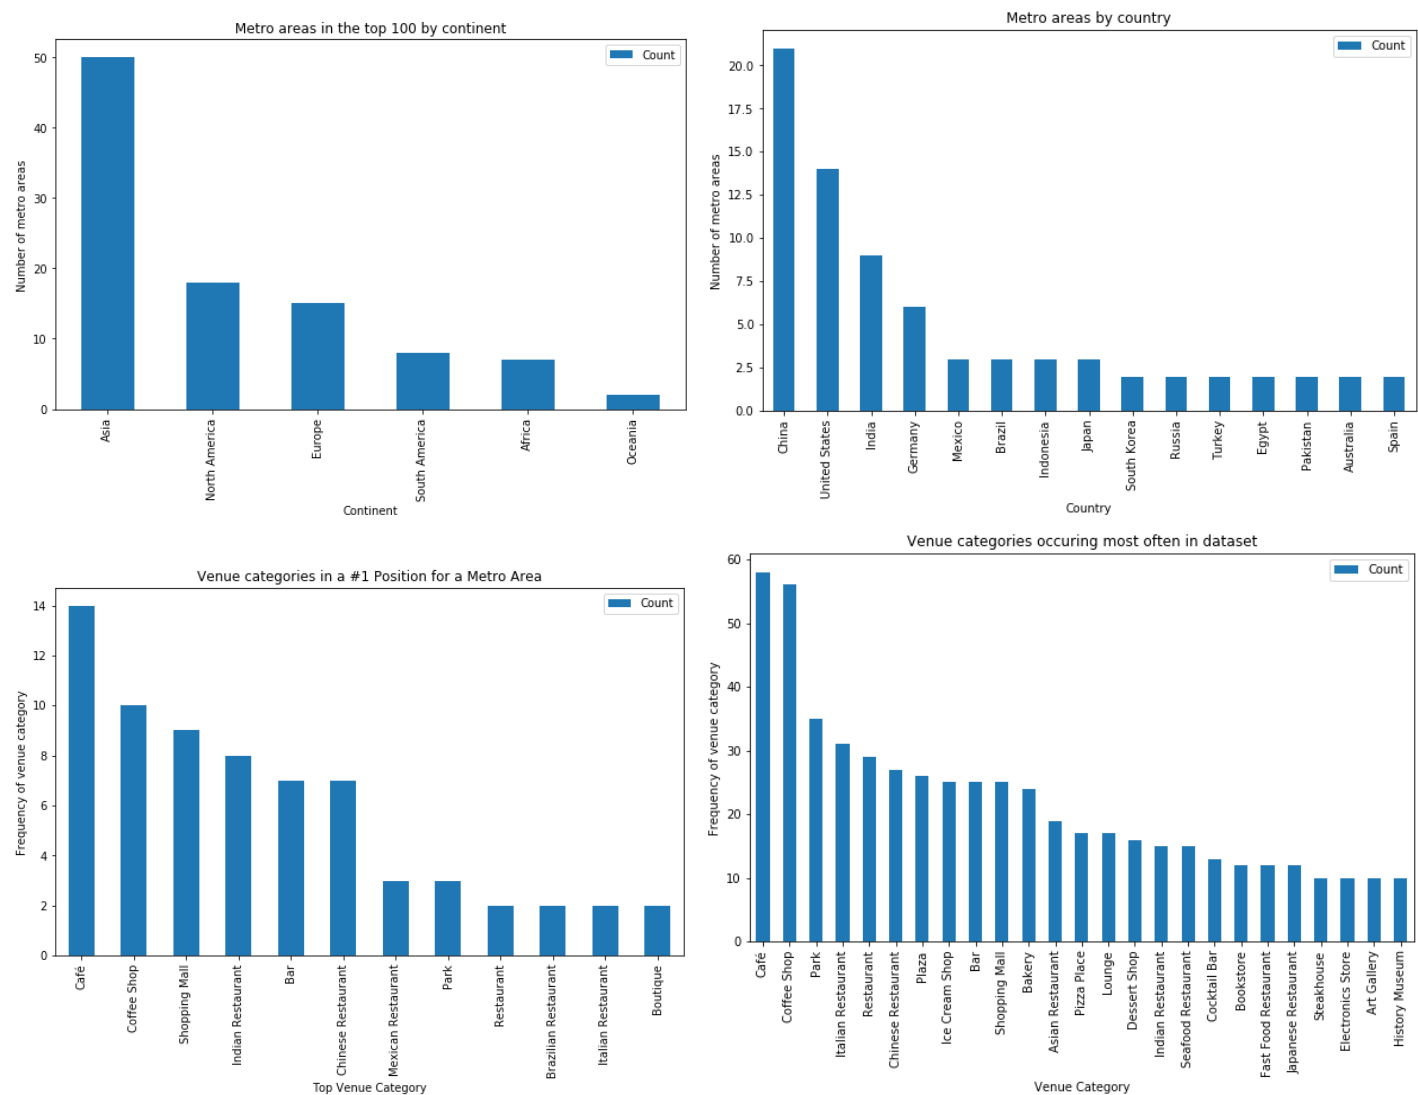 Metro areas in the top 100 by continent
Count
Number of metro areas
50
40
30
20
10
0
Asia
North America
Europe
South America
Africa
Oceania
Continent
Metro areas by country
Count
Number of metro areas
20.0
17.5
15.0
12.5
10.0
7.5
5.0
2.5
0.0
China
United States
India
Germany
Mexico
Brazil
Indonesia
Japan
South Korea
Russia
Turkey
Egypt
Pakistan
Australia
Spain
Country
Venue categories in a #1 Position for a Metro Area
Count
Frequency of venue category
14
12
10
8
6
4
2
0
Café
Coffee Shop
Shopping Mall
Indian Restaurant
Bar
Chinese Restaurant
Mexican Restaurant
Park
Restaurant
Brazilian Restaurant
Italian Restaurant
Boutique
Top Venue Category
Venue categories occuring most often in dataset
Count
Frequency of venue category
60
50
40
30
20
10
0
Café
Coffee Shop
Park
Italian Restaurant
Restaurant
Chinese Restaurant
Plaza
Ice Cream Shop
Bar
Shopping Mall
Bakery
Asian Restaurant
Pizza Place
Lounge
Dessert Shop
Indian Restaurant
Seafood Restaurant
Cocktail Bar
Bookstore
Fast Food Restaurant
Japanese Restaurant
Steakhouse
Electronics Store
Art Gallery
History Museum
Venue Category